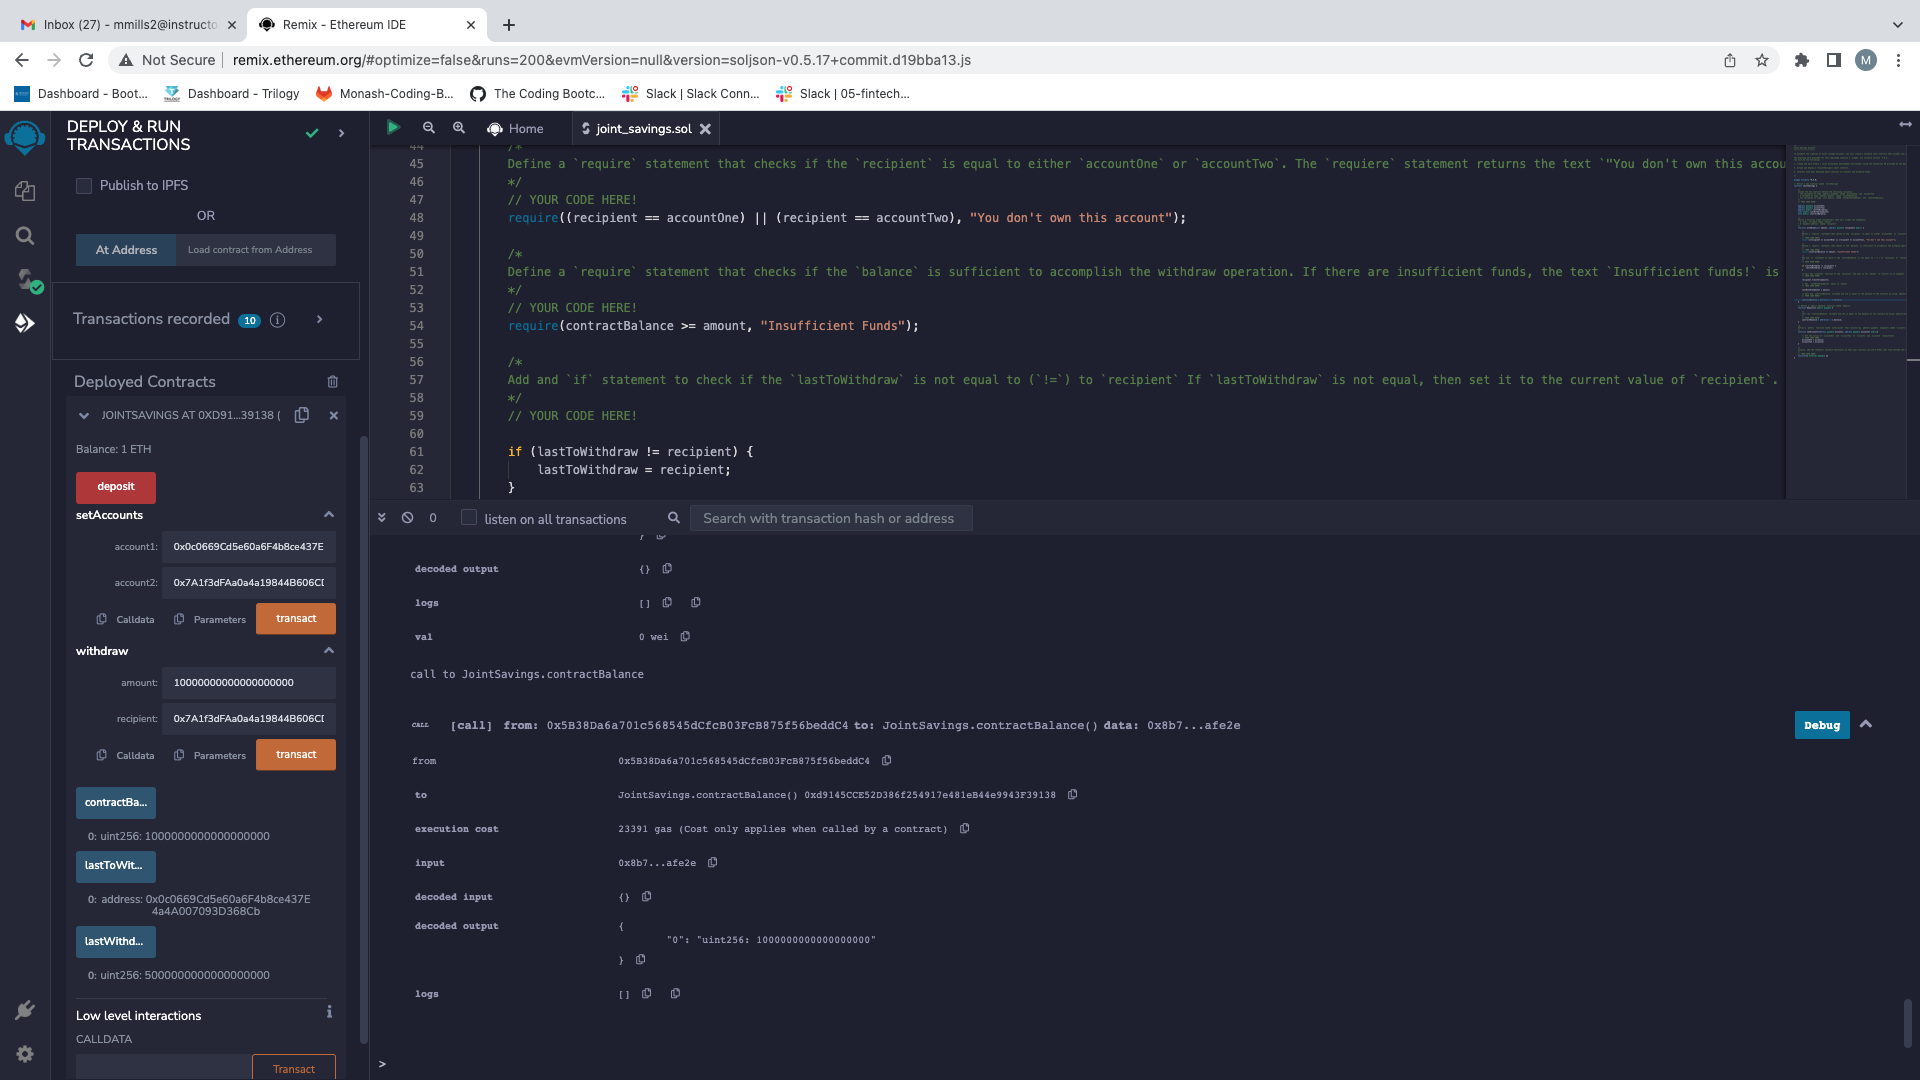 Inbox (27) - mmills2@instructo
Remix - Ethereum IDE
Not Secure
remix.ethereum.org/#optimize=false&runs=200&evmVersion=null&version=soljson-v0.5.17+commit.d19bba13.js
M
Dashboard - Boot...
Dashboard - Trilogy
Monash-Coding-B...
The Coding Bootc...
Slack | Slack Conn...
Slack | 05-fintech...
DEPLOY & RUN
TRANSACTIONS
Publish to IPFS
OR
At Address
Load contract from Address
Transactions recorded 10 i
Deployed Contracts
JOINTSAVINGS AT 0XD91...39138 (
Balance: 1 ETH
deposit
setAccounts
account1: 0x0c0669Cd5e60a6F4b8ce437E
account2: 0x7A1f3dFAa0a4a19844B606CD
Calldata Parameters transact
withdraw
amount: 10000000000000000000
recipient: 0x7A1f3dFAa0a4a19844B606CD
Calldata Parameters transact
contractBa...
0: uint256: 1000000000000000000
lastToWit...
0: address: 0x0c0669Cd5e60a6F4b8ce437E
4a4A007093D368Cb
lastWithd...
0: uint256: 5000000000000000000
Low level interactions i
CALLDATA
Transact
Home
joint_savings.sol
44 /*
45 Define a `require` statement that checks if the `recipient` is equal to either `accountOne` or `accountTwo`. The `requiere` statement returns the text `"You don't own this accou
46 */
47 // YOUR CODE HERE!
48 require((recipient == accountOne) || (recipient == accountTwo), "You don't own this account");
49
50 /*
51 Define a `require` statement that checks if the `balance` is sufficient to accomplish the withdraw operation. If there are insufficient funds, the text `Insufficient funds!` is
52 */
53 // YOUR CODE HERE!
54 require(contractBalance >= amount, "Insufficient Funds");
55
56 /*
57 Add and `if` statement to check if the `lastToWithdraw` is not equal to (`!=`) to `recipient` If `lastToWithdraw` is not equal, then set it to the current value of `recipient`.
58 */
59 // YOUR CODE HERE!
60
61 if (lastToWithdraw != recipient) {
62 lastToWithdraw = recipient;
63 }
0 listen on all transactions Search with transaction hash or address
}
decoded output {}
logs []
val 0 wei
call to JointSavings.contractBalance
CALL [call] from: 0x5B38Da6a701c568545dCfcB03FcB875f56beddC4 to: JointSavings.contractBalance() data: 0x8b7...afe2e Debug
from 0x5B38Da6a701c568545dCfcB03FcB875f56beddC4
to JointSavings.contractBalance() 0xd9145CCE52D386f254917e481eB44e9943F39138
execution cost 23391 gas (Cost only applies when called by a contract)
input 0x8b7...afe2e
decoded input {}
decoded output {
"0": "uint256: 1000000000000000000"
}
logs []
>